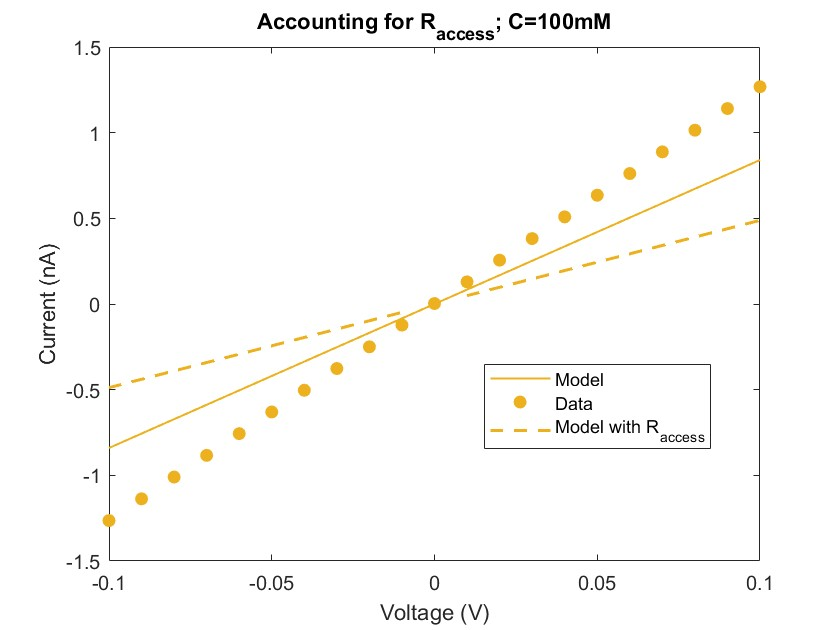 Accounting for Raccess; C=100mM
1.5
1
0.5
0
-0.5
-1
-1.5
Current (nA)
Model
Data
Model with Raccess
-0.1
-0.05
0
0.05
0.1
Voltage (V)